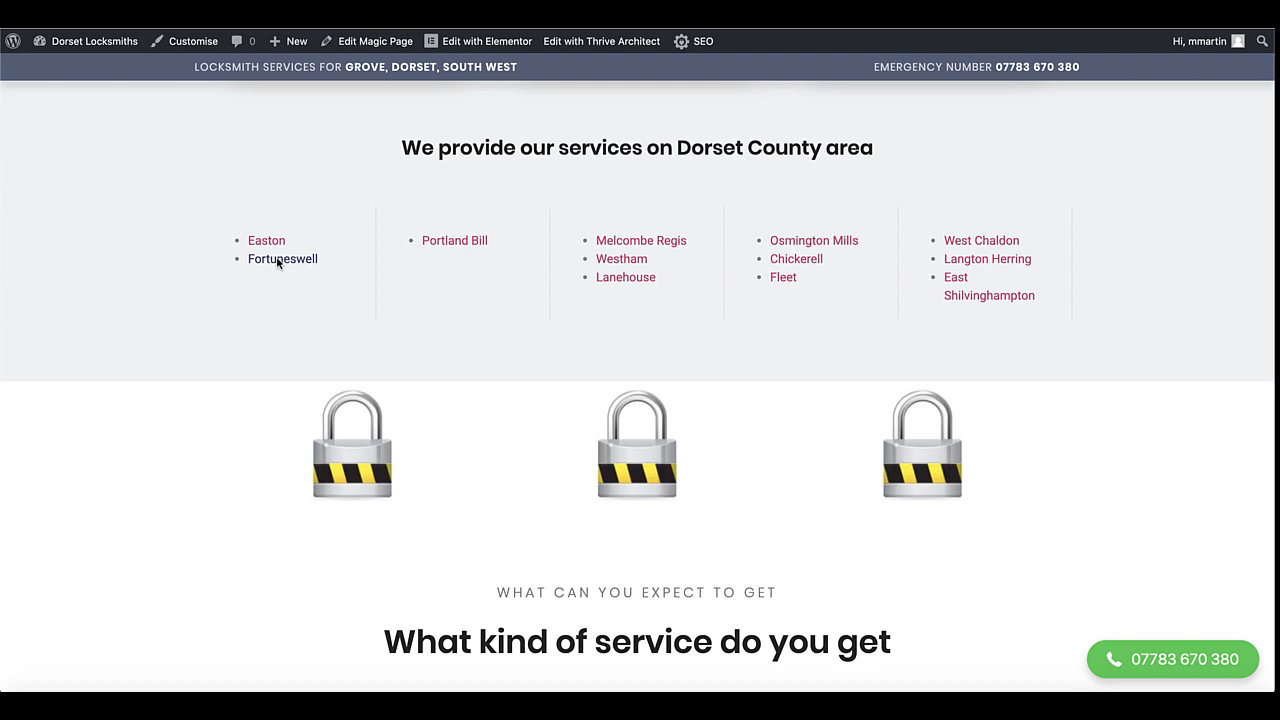 Dorset Locksmiths Customise 0 New Edit Magic Page Edit with Elementor Edit with Thrive Architect SEO Hi, mmartin
LOCKSMITH SERVICES FOR GROVE, DORSET, SOUTH WEST EMERGENCY NUMBER 07783 670 380
We provide our services on Dorset County area
Easton
Fortuneswell
Portland Bill
Melcombe Regis
Westham
Lanehouse
Osmington Mills
Chickerell
Fleet
West Chaldon
Langton Herring
East
Shilvinghampton
WHAT CAN YOU EXPECT TO GET
What kind of service do you get
07783 670 380